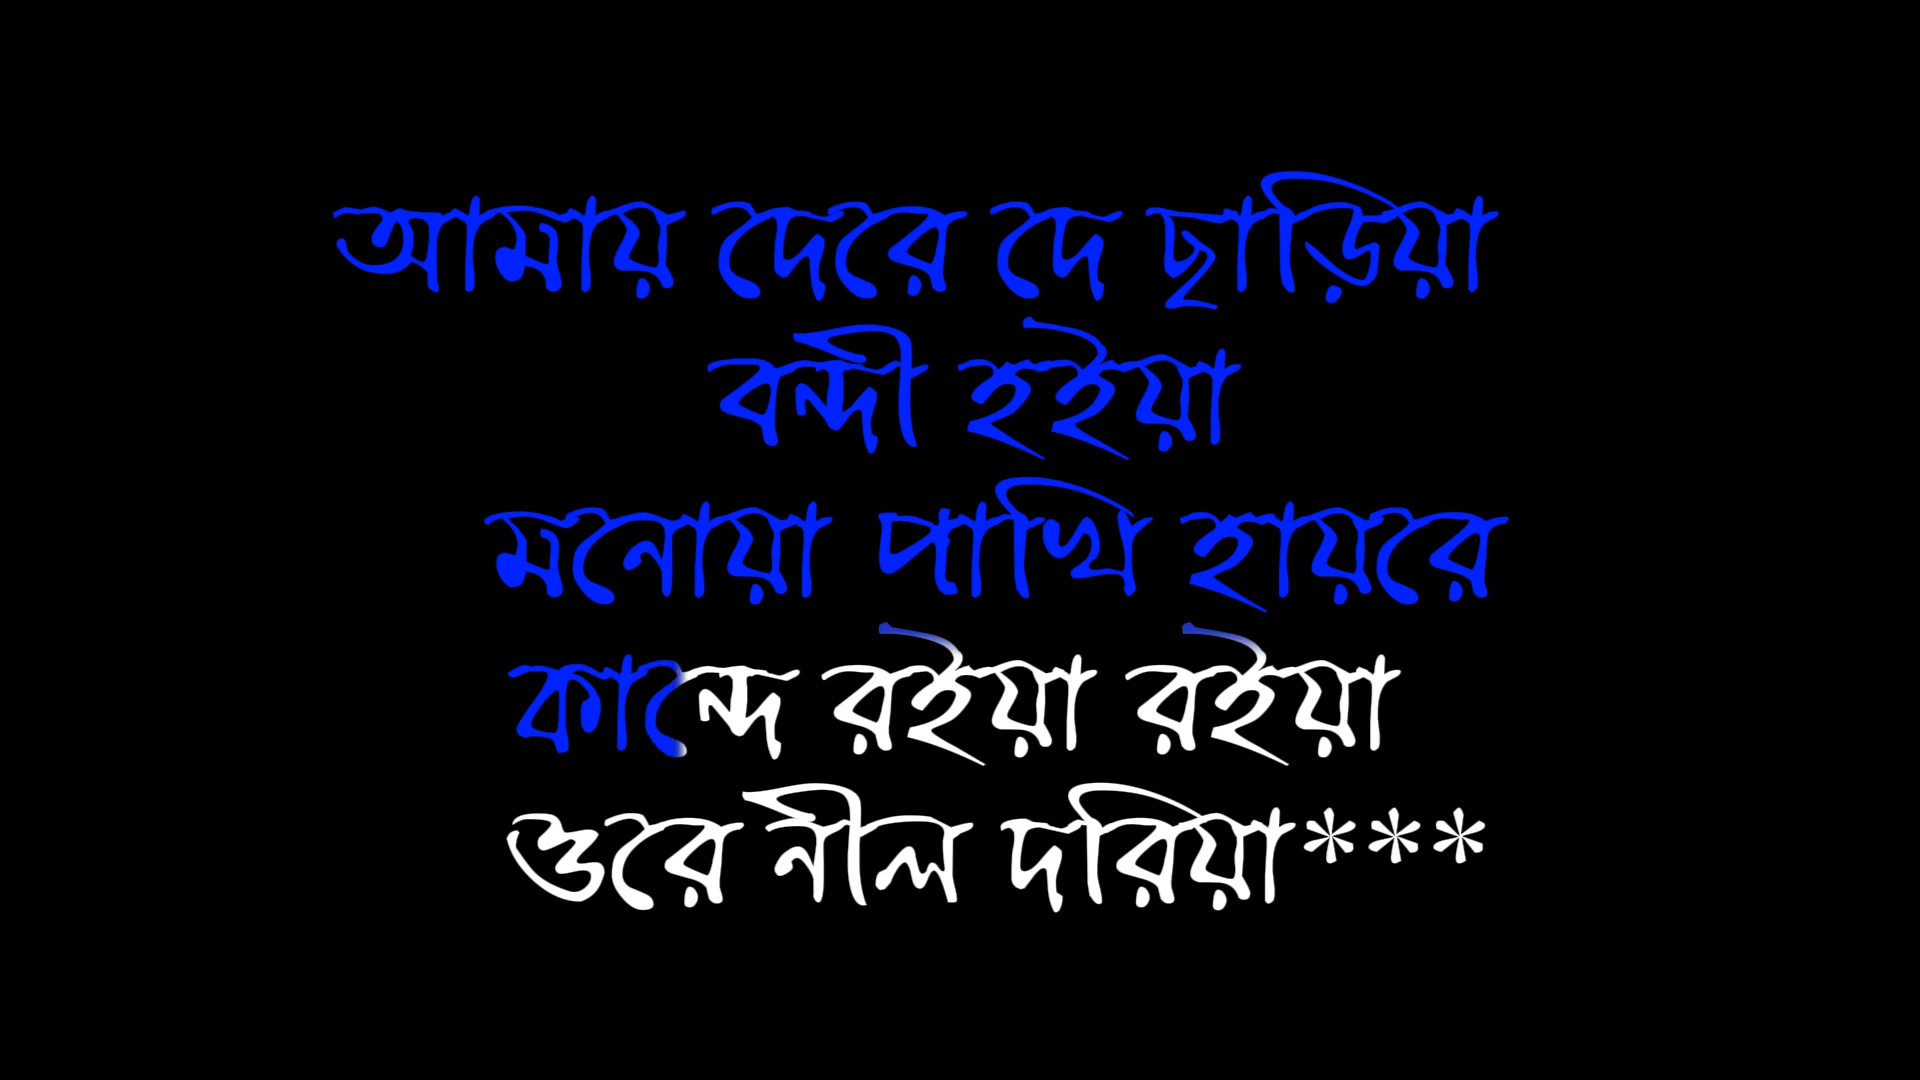 আমায় দেরে দে ছাড়িয়া
বন্দী হইয়া
মনোয়া পাখি হায়রে
কান্দে রইয়া রইয়া
ওরে নীল দরিয়া***